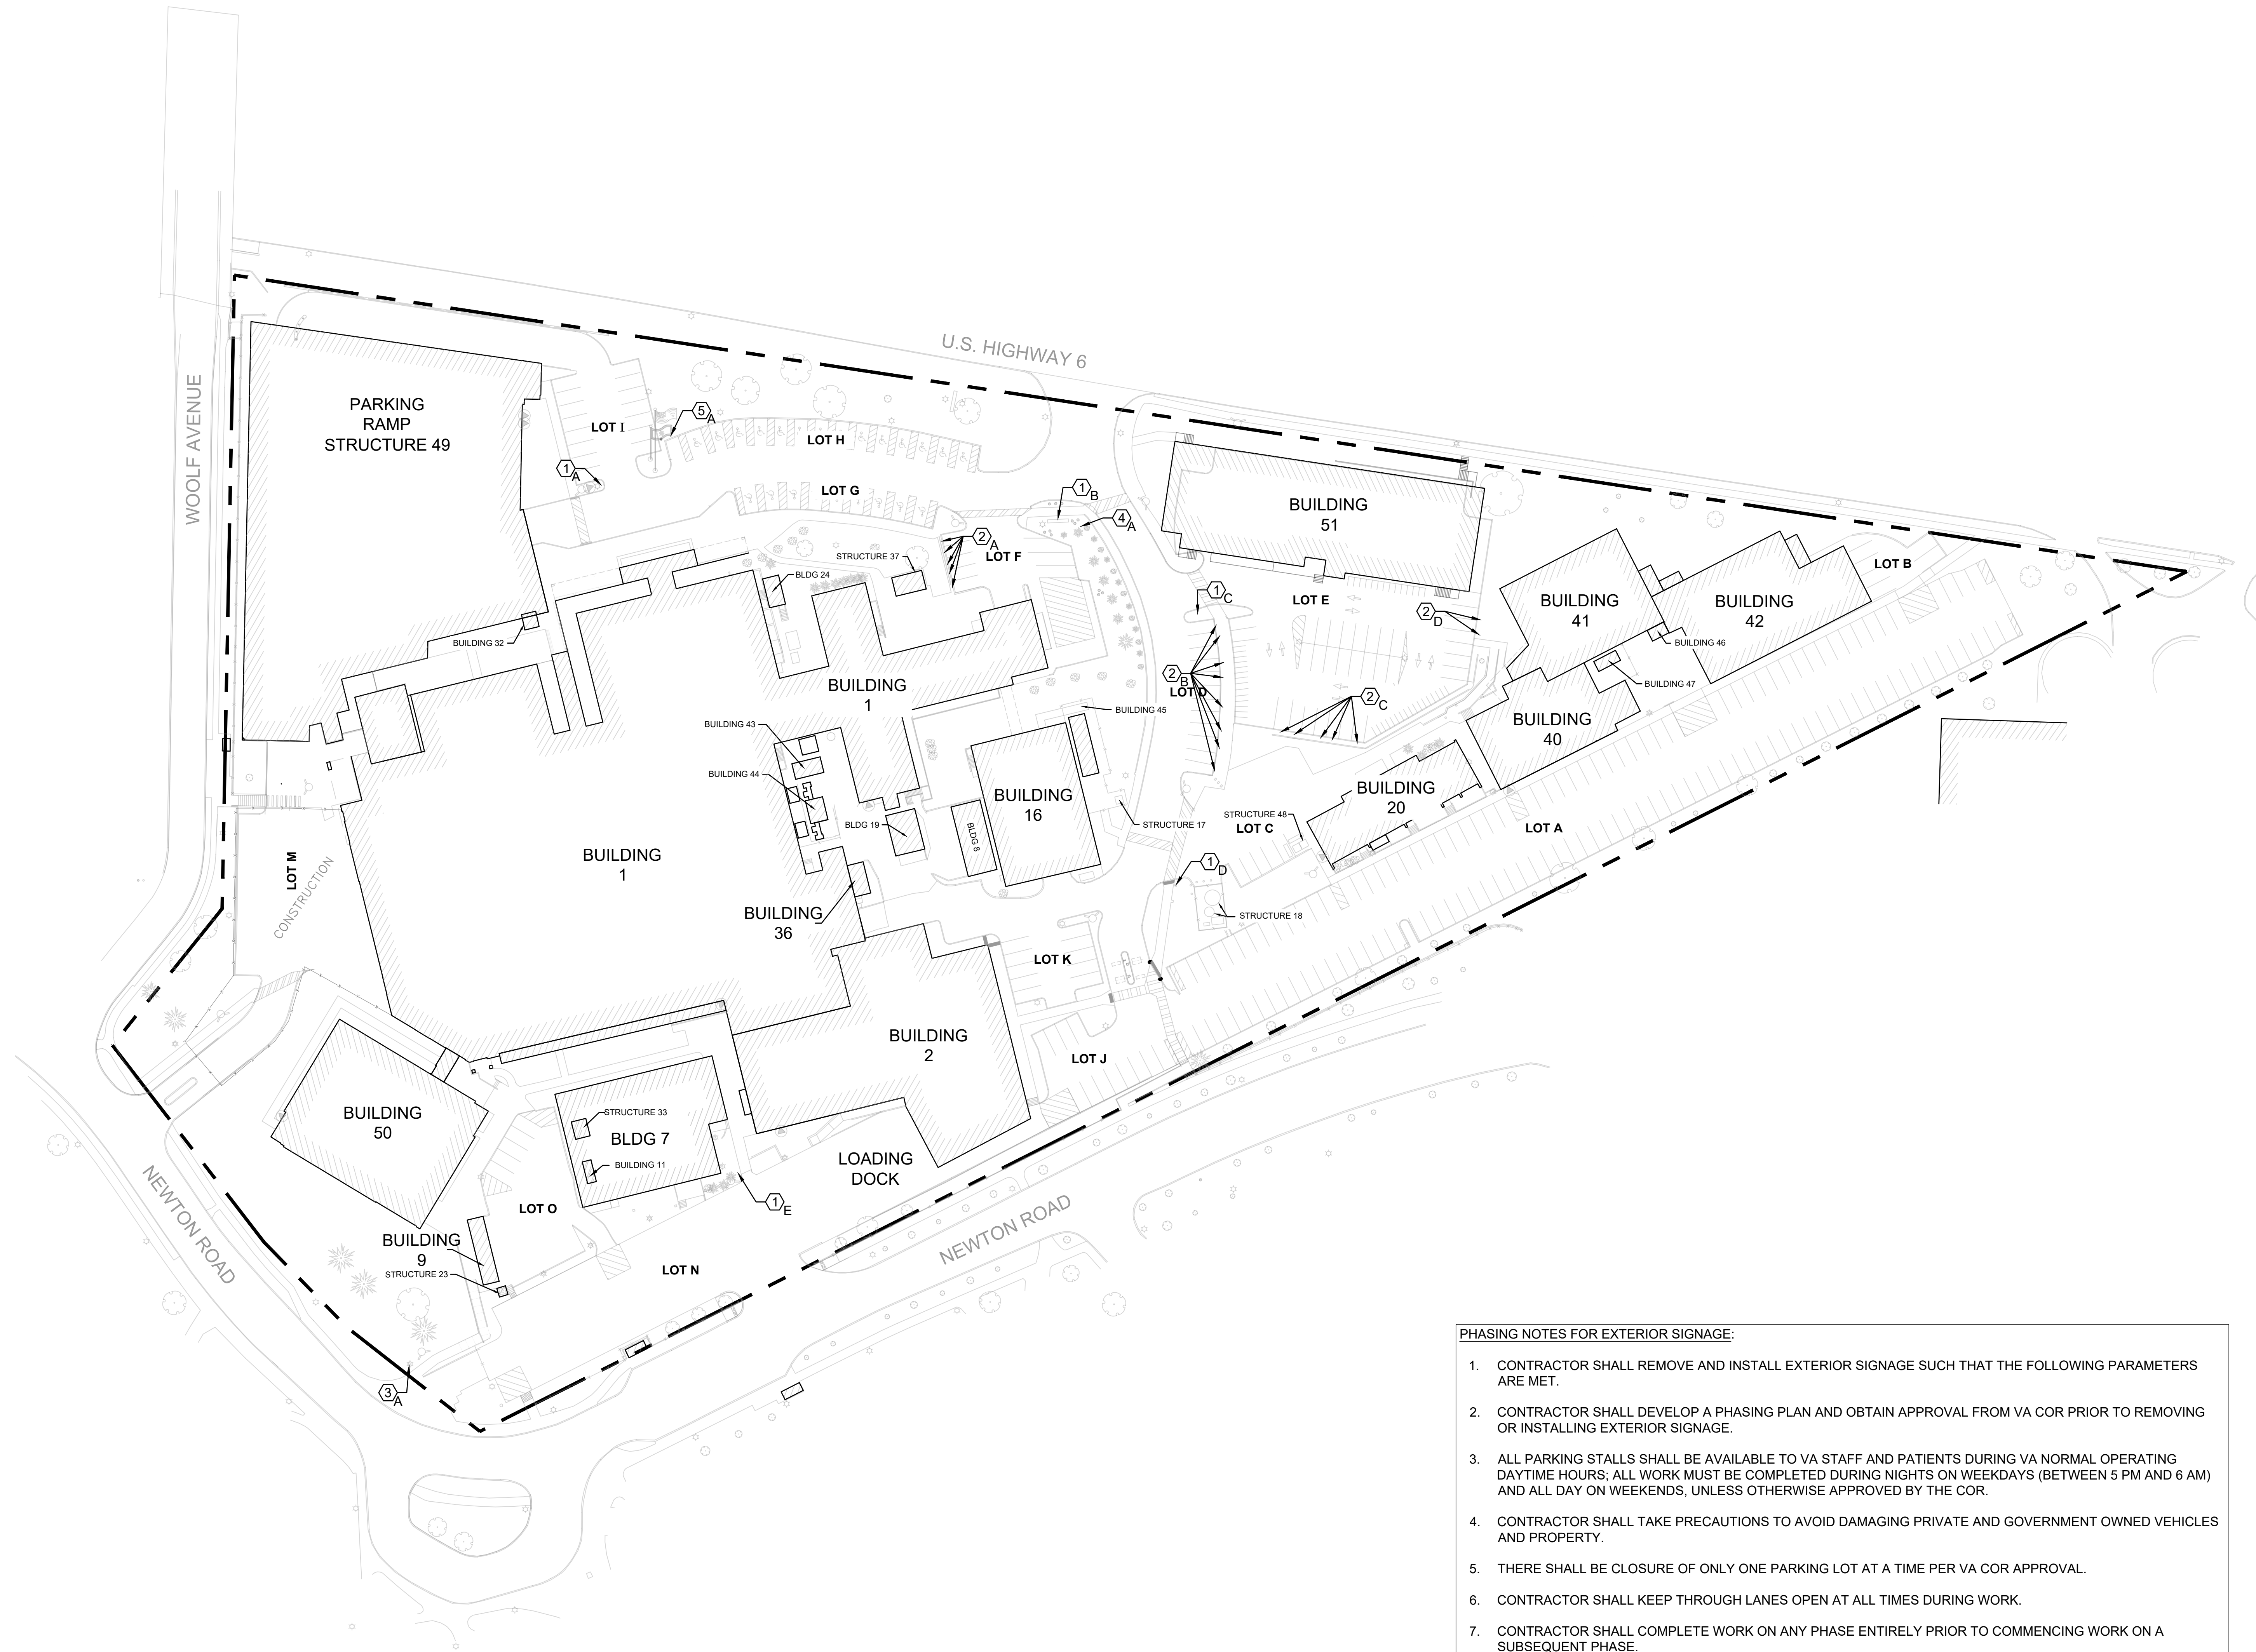 U.S. HIGHWAY 6
WOOLF AVENUE
PARKING
RAMP
STRUCTURE 49
LOT I
5
A
LOT H
1
A
LOT G
1
B
4
A
BUILDING
51
2
A
LOT F
STRUCTURE 37
BLDG 24
LOT B
1
C
LOT E
BUILDING
41
BUILDING
42
2
D
BUILDING 32
BUILDING 46
2
B
LOT D
BUILDING 47
BUILDING
1
2
C
BUILDING 45
BUILDING
40
BUILDING 43
BUILDING 44
BUILDING
16
BUILDING
20
BLDG 19
BLDG 8
STRUCTURE 17
STRUCTURE 48
LOT C
LOT A
BUILDING
1
LOT M
CONSTRUCTION
1
D
BUILDING
36
STRUCTURE 18
LOT K
BUILDING
2
LOT J
BUILDING
50
STRUCTURE 33
BLDG 7
BUILDING 11
LOADING
DOCK
1
E
LOT O
NEWTON ROAD
NEWTON ROAD
BUILDING
9
STRUCTURE 23
LOT N
3
A
PHASING NOTES FOR EXTERIOR SIGNAGE:
1. CONTRACTOR SHALL REMOVE AND INSTALL EXTERIOR SIGNAGE SUCH THAT THE FOLLOWING PARAMETERS
ARE MET.
2. CONTRACTOR SHALL DEVELOP A PHASING PLAN AND OBTAIN APPROVAL FROM VA COR PRIOR TO REMOVING
OR INSTALLING EXTERIOR SIGNAGE.
3. ALL PARKING STALLS SHALL BE AVAILABLE TO VA STAFF AND PATIENTS DURING VA NORMAL OPERATING
DAYTIME HOURS; ALL WORK MUST BE COMPLETED DURING NIGHTS ON WEEKDAYS (BETWEEN 5 PM AND 6 AM)
AND ALL DAY ON WEEKENDS, UNLESS OTHERWISE APPROVED BY THE COR.
4. CONTRACTOR SHALL TAKE PRECAUTIONS TO AVOID DAMAGING PRIVATE AND GOVERNMENT OWNED VEHICLES
AND PROPERTY.
5. THERE SHALL BE CLOSURE OF ONLY ONE PARKING LOT AT A TIME PER VA COR APPROVAL.
6. CONTRACTOR SHALL KEEP THROUGH LANES OPEN AT ALL TIMES DURING WORK.
7. CONTRACTOR SHALL COMPLETE WORK ON ANY PHASE ENTIRELY PRIOR TO COMMENCING WORK ON A
SUBSEQUENT PHASE.